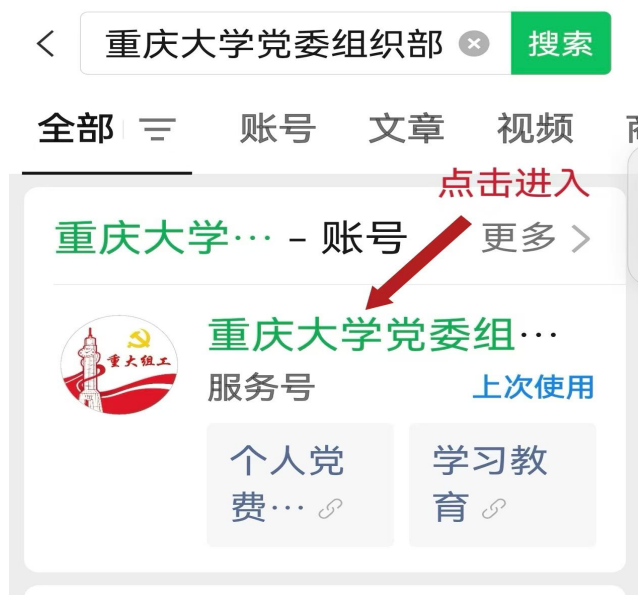 重庆大学党委组织部 搜索
全部 账号 文章 视频
点击进入
重庆大学… - 账号 更多
重庆大学党委组…
重大组工
服务号 上次使用
个人党 学习教
费… 育